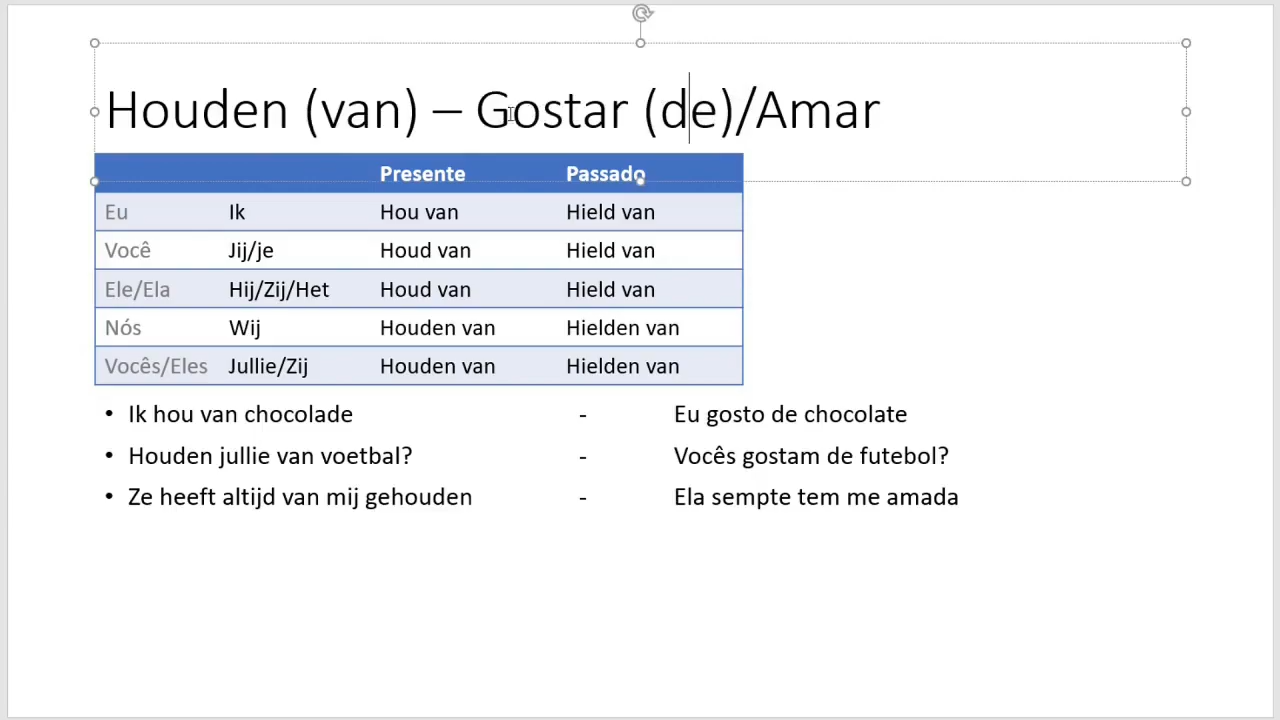 Houden (van) – Gostar (de)/Amar
Presente Passado
Eu Ik Hou van Hield van
Você Jij/je Houd van Hield van
Ele/Ela Hij/Zij/Het Houd van Hield van
Nós Wij Houden van Hielden van
Vocês/Eles Jullie/Zij Houden van Hielden van
• Ik hou van chocolade - Eu gosto de chocolate
• Houden jullie van voetbal? - Vocês gostam de futebol?
• Ze heeft altijd van mij gehouden - Ela sempte tem me amada